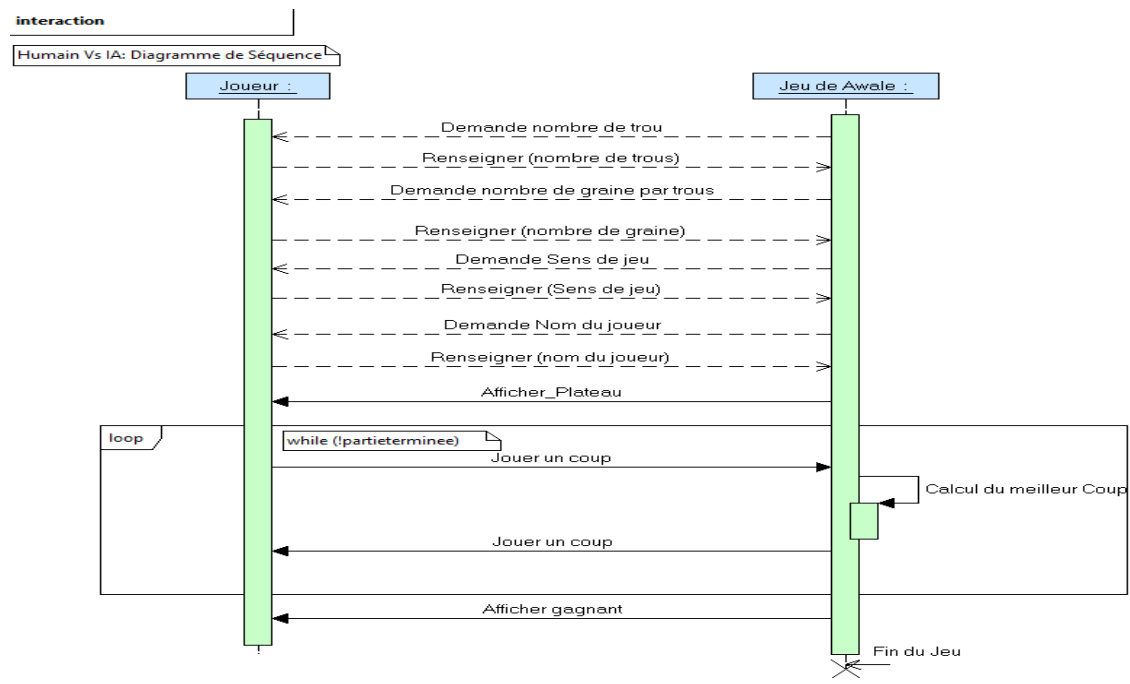 interaction
Humain Vs IA: Diagramme de Séquence
Joueur :
Jeu de Awale :
Demande nombre de trou
Renseigner (nombre de trous)
Demande nombre de graine par trous
Renseigner (nombre de graine)
Demande Sens de jeu
Renseigner (Sens de jeu)
Demande Nom du joueur
Renseigner (nom du joueur)
Afficher_Plateau
loop
while (!partieterminee)
Jouer un coup
Calcul du meilleur Coup
Jouer un coup
Afficher gagnant
Fin du Jeu